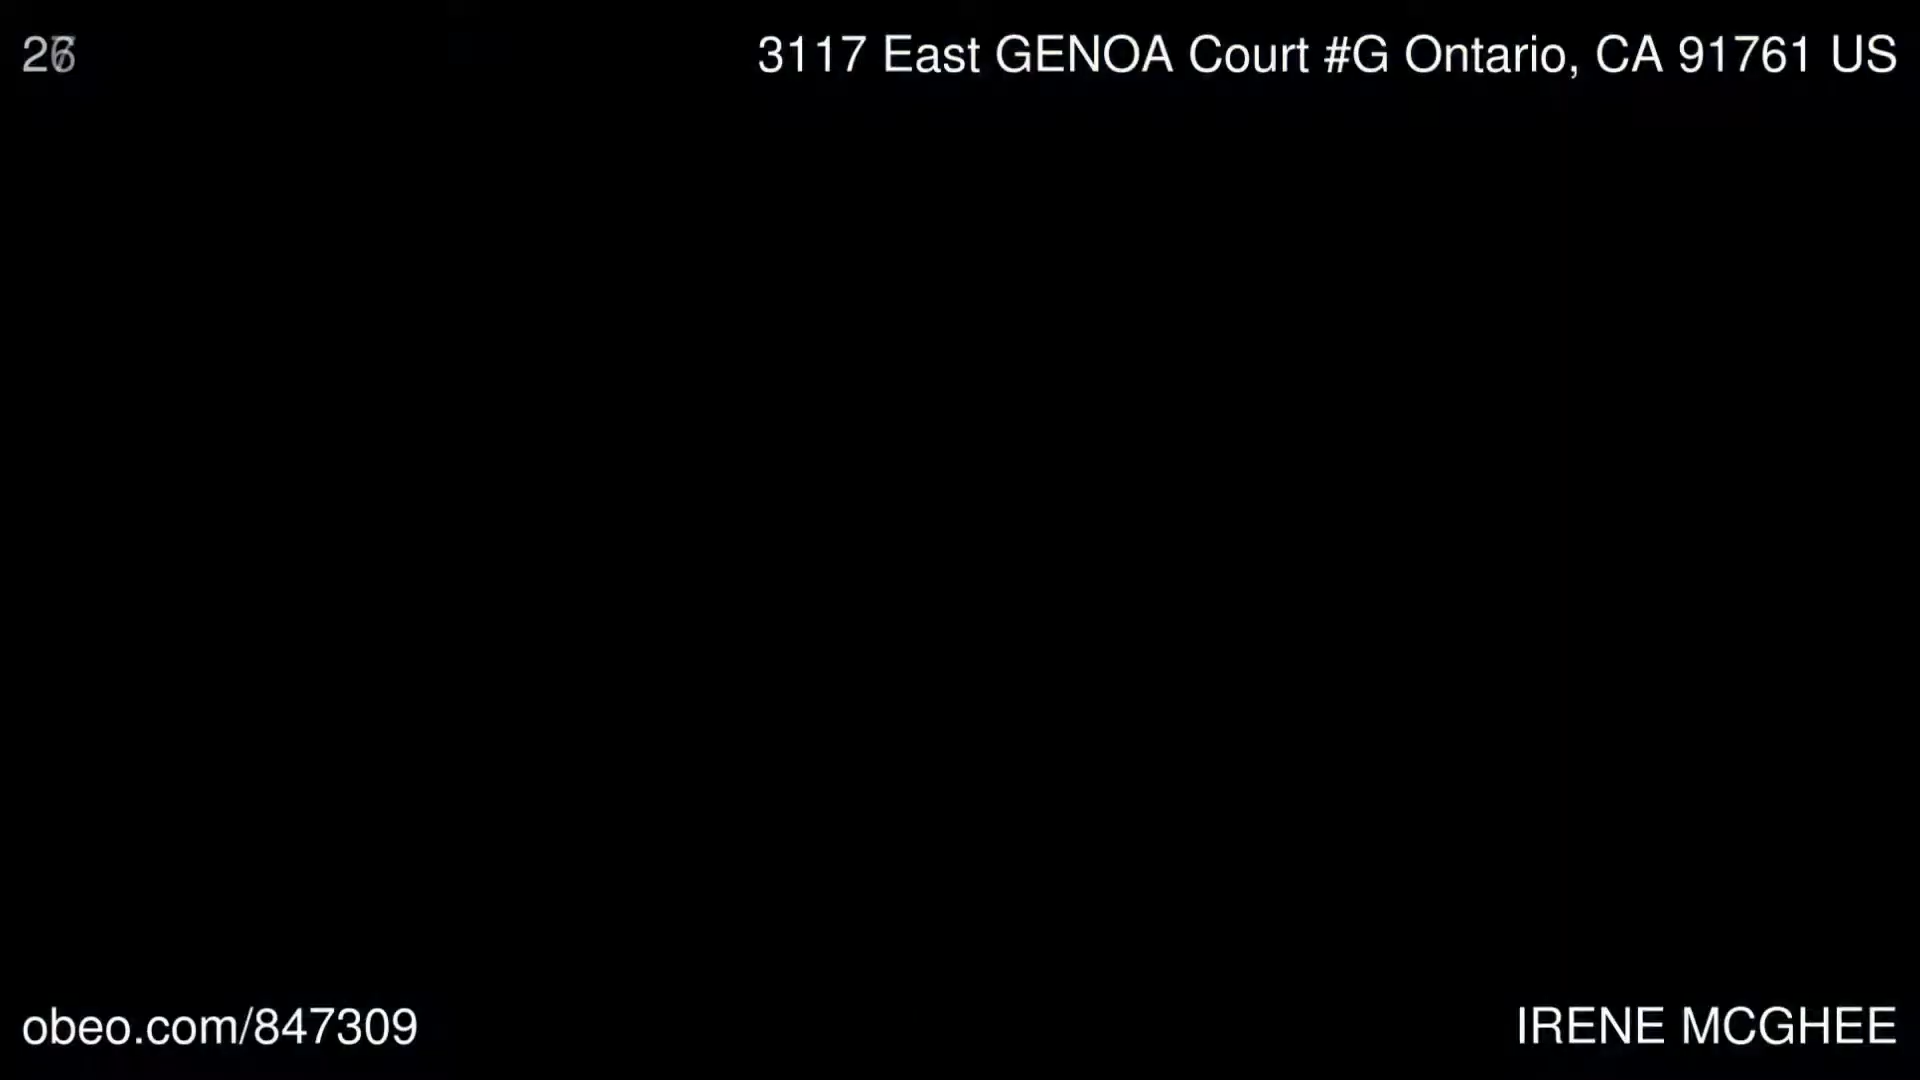 3117 East GENOA Court #G Ontario, CA 91761 US
obeo.com/847309
IRENE MCGHEE